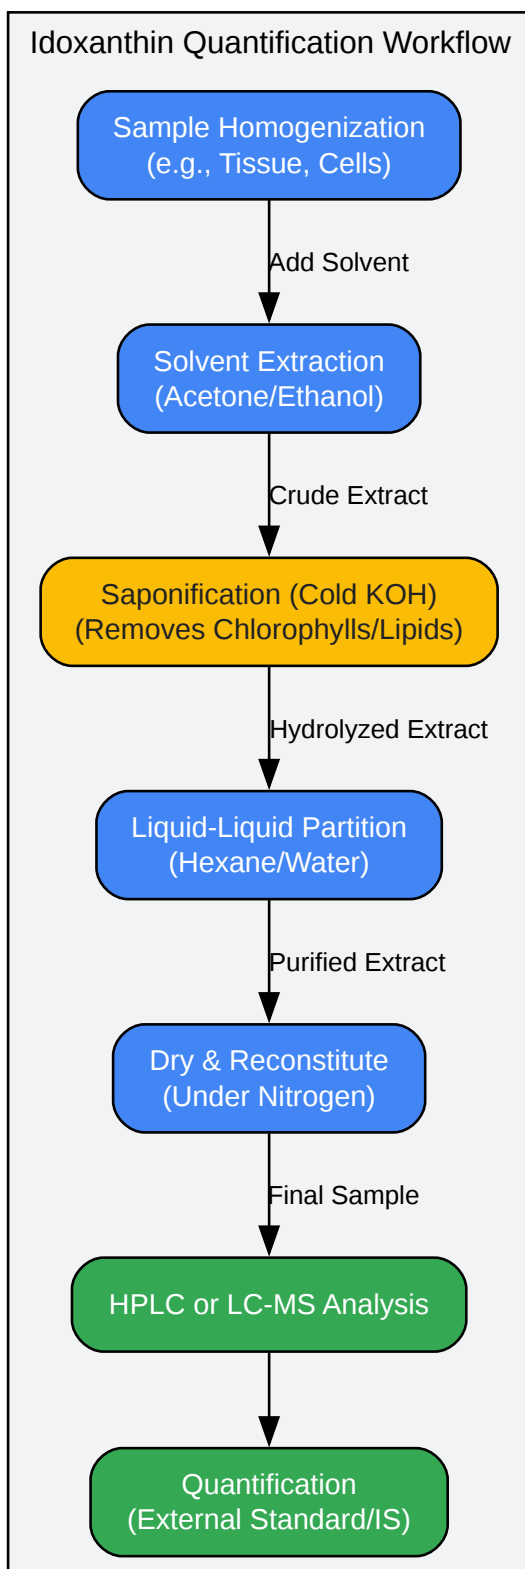 Idoxanthin Quantification Workflow
Sample Homogenization
(e.g., Tissue, Cells)
Add Solvent
Solvent Extraction
(Acetone/Ethanol)
Crude Extract
Saponification (Cold KOH)
(Removes Chlorophylls/Lipids)
Hydrolyzed Extract
Liquid-Liquid Partition
(Hexane/Water)
Purified Extract
Dry & Reconstitute
(Under Nitrogen)
Final Sample
HPLC or LC-MS Analysis
Quantification
(External Standard/IS)